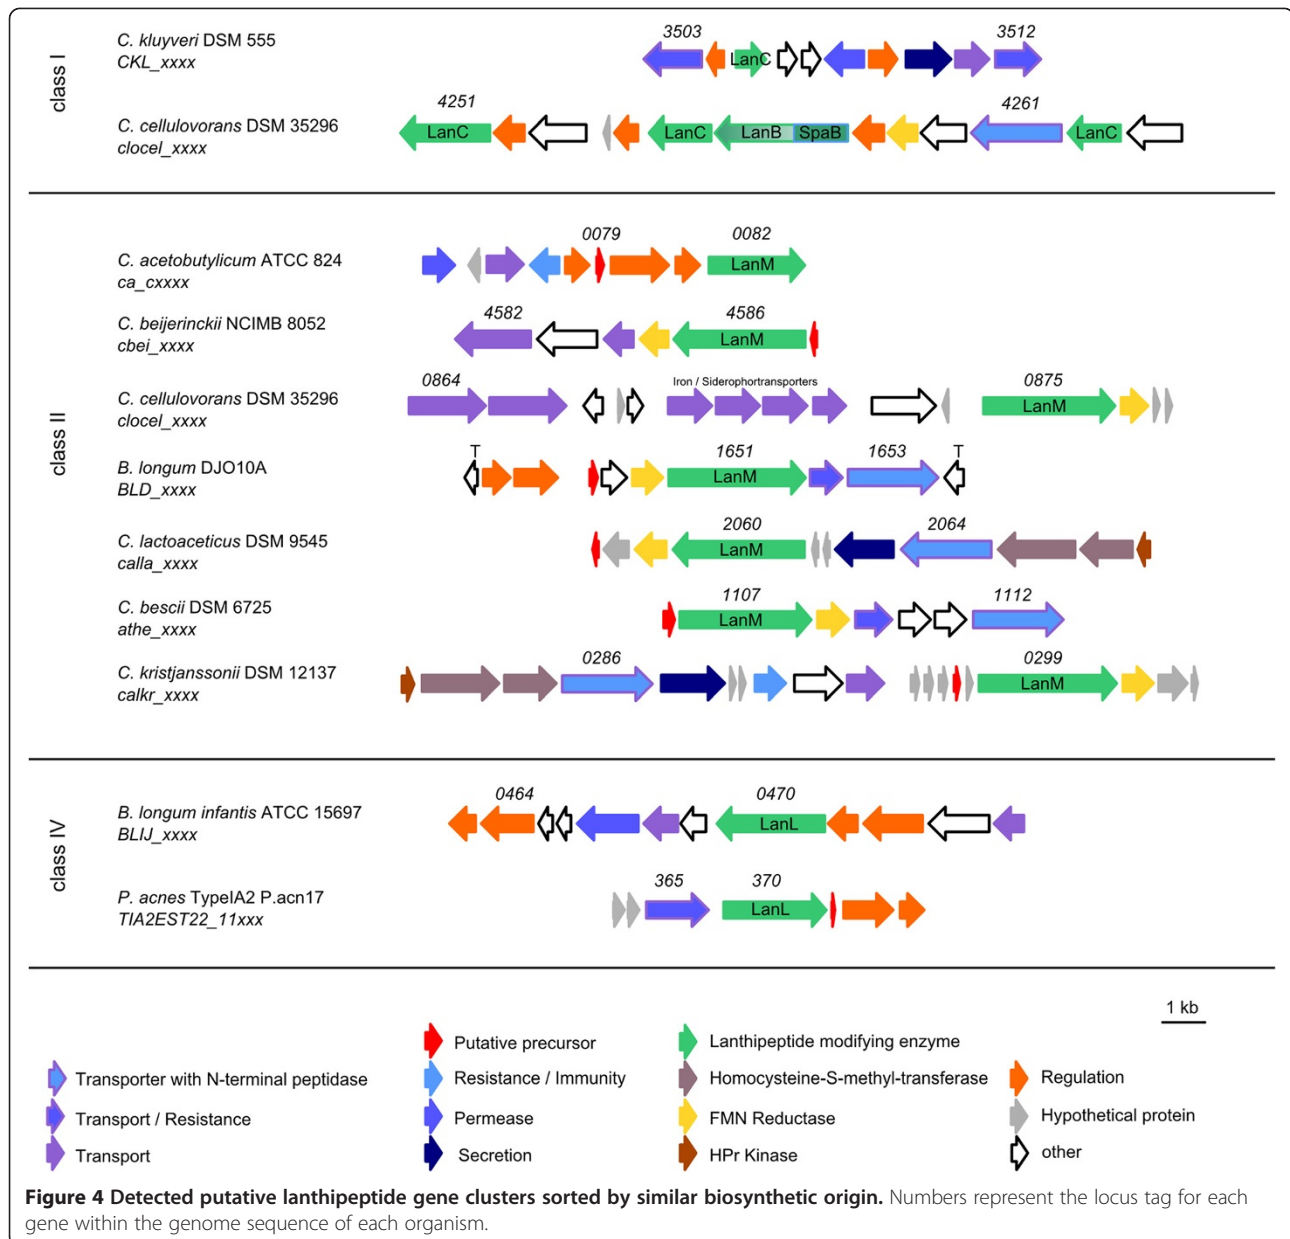 class I
C. kluyveri DSM 555
CKL_xxxx
3503
3512
LanC
C. cellulovorans DSM 35296
clocel_xxxx
4251
4261
LanC
LanC
LanB
SpaB
LanC
class II
C. acetobutylicum ATCC 824
ca_cxxxx
0079
0082
LanM
C. beijerinckii NCIMB 8052
cbei_xxxx
4582
4586
LanM
C. cellulovorans DSM 35296
clocel_xxxx
0864
Iron / Siderophortransporters
0875
LanM
B. longum DJO10A
BLD_xxxx
T
1651
1653
T
LanM
C. lactoaceticus DSM 9545
calla_xxxx
2060
2064
LanM
C. bescii DSM 6725
athe_xxxx
1107
1112
LanM
C. kristjanssonii DSM 12137
calkr_xxxx
0286
0299
LanM
class IV
B. longum infantis ATCC 15697
BLIJ_xxxx
0464
0470
LanL
P. acnes TypeIA2 P.acn17
TIA2EST22_11xxx
365
370
LanL
1 kb
Transporter with N-terminal peptidase
Transport / Resistance
Transport
Putative precursor
Resistance / Immunity
Permease
Secretion
Lanthipeptide modifying enzyme
Homocysteine-S-methyl-transferase
FMN Reductase
HPr Kinase
Regulation
Hypothetical protein
other
Figure 4 Detected putative lanthipeptide gene clusters sorted by similar biosynthetic origin. Numbers represent the locus tag for each
gene within the genome sequence of each organism.